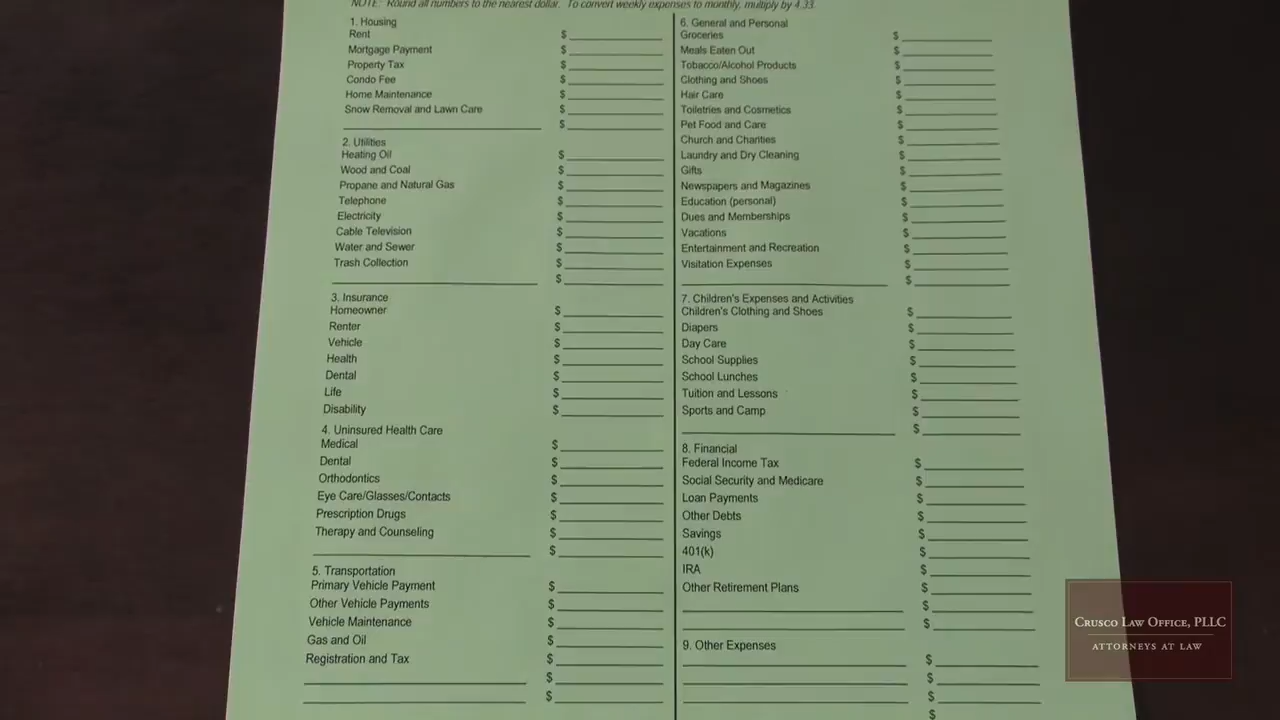 NOTE: Round all numbers to the nearest dollar. To convert weekly expenses to monthly, multiply by 4.33.
1. Housing
Rent $
Mortgage Payment $
Property Tax $
Condo Fee $
Home Maintenance $
Snow Removal and Lawn Care $
$
2. Utilities
Heating Oil $
Wood and Coal $
Propane and Natural Gas $
Telephone $
Electricity $
Cable Television $
Water and Sewer $
Trash Collection $
$
3. Insurance
Homeowner $
Renter $
Vehicle $
Health $
Dental $
Life $
Disability $
4. Uninsured Health Care
Medical $
Dental $
Orthodontics $
Eye Care/Glasses/Contacts $
Prescription Drugs $
Therapy and Counseling $
$
5. Transportation
Primary Vehicle Payment $
Other Vehicle Payments $
Vehicle Maintenance $
Gas and Oil $
Registration and Tax $
$
$
6. General and Personal
Groceries $
Meals Eaten Out $
Tobacco/Alcohol Products $
Clothing and Shoes $
Hair Care $
Toiletries and Cosmetics $
Pet Food and Care $
Church and Charities $
Laundry and Dry Cleaning $
Gifts $
Newspapers and Magazines $
Education (personal) $
Dues and Memberships $
Vacations $
Entertainment and Recreation $
Visitation Expenses $
$
7. Children's Expenses and Activities
Children's Clothing and Shoes $
Diapers $
Day Care $
School Supplies $
School Lunches $
Tuition and Lessons $
Sports and Camp $
$
8. Financial
Federal Income Tax $
Social Security and Medicare $
Loan Payments $
Other Debts $
Savings $
401(k) $
IRA $
Other Retirement Plans $
$
$
9. Other Expenses
$
$
$
$
CRUSCO LAW OFFICE, PLLC
ATTORNEYS AT LAW